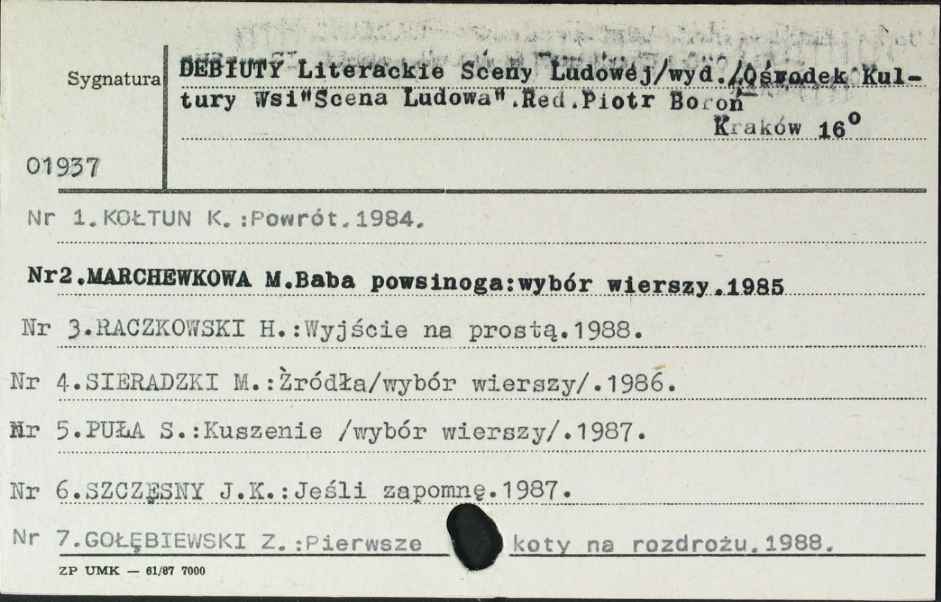 Sygnatura
DEBIUTY Literackie Sceny Ludowej/wyd./Ośrodek Kul-
tury Wsi"Scena Ludowa".Red.Piotr Boroń
Kraków 16°
01937
Nr 1.KOŁTUN K.:Powrót.1984.
Nr2.MARCHEWKOWA M.Baba powsinoga:wybór wierszy.1985
Nr 3.RACZKOWSKI H.:Wyjście na prostą.1988.
Nr 4.SIERADZKI M.:Źródła/wybór wierszy/.1986.
Nr 5.PUŁA S.:Kuszenie /wybór wierszy/.1987.
Nr 6.SZCZĘSNY J.K.:Jeśli zapomnę.1987.
Nr 7.GOŁĘBIEWSKI Z.:Pierwsze koty na rozdrożu.1988.
ZP UMK — 61/87 7000